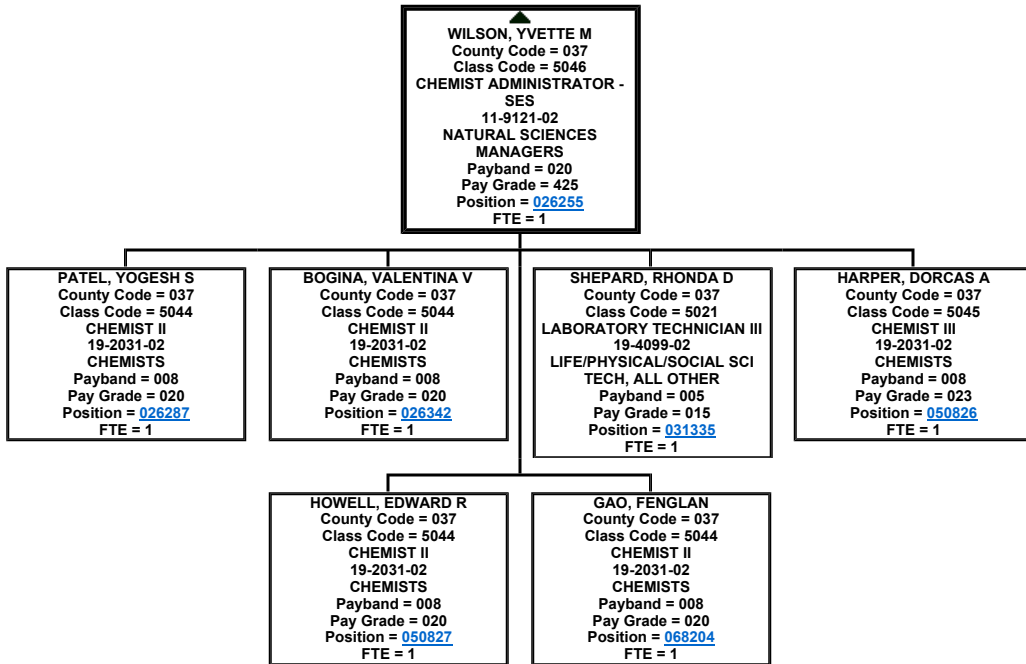 WILSON, YVETTE M
County Code = 037
Class Code = 5046
CHEMIST ADMINISTRATOR -
SES
11-9121-02
NATURAL SCIENCES
MANAGERS
Payband = 020
Pay Grade = 425
Position = 026255
FTE = 1
PATEL, YOGESH S
County Code = 037
Class Code = 5044
CHEMIST II
19-2031-02
CHEMISTS
Payband = 008
Pay Grade = 020
Position = 026287
FTE = 1
BOGINA, VALENTINA V
County Code = 037
Class Code = 5044
CHEMIST II
19-2031-02
CHEMISTS
Payband = 008
Pay Grade = 020
Position = 026342
FTE = 1
SHEPARD, RHONDA D
County Code = 037
Class Code = 5021
LABORATORY TECHNICIAN III
19-4099-02
LIFE/PHYSICAL/SOCIAL SCI
TECH, ALL OTHER
Payband = 005
Pay Grade = 015
Position = 031335
FTE = 1
HARPER, DORCAS A
County Code = 037
Class Code = 5045
CHEMIST III
19-2031-02
CHEMISTS
Payband = 008
Pay Grade = 023
Position = 050826
FTE = 1
HOWELL, EDWARD R
County Code = 037
Class Code = 5044
CHEMIST II
19-2031-02
CHEMISTS
Payband = 008
Pay Grade = 020
Position = 050827
FTE = 1
GAO, FENGLAN
County Code = 037
Class Code = 5044
CHEMIST II
19-2031-02
CHEMISTS
Payband = 008
Pay Grade = 020
Position = 068204
FTE = 1